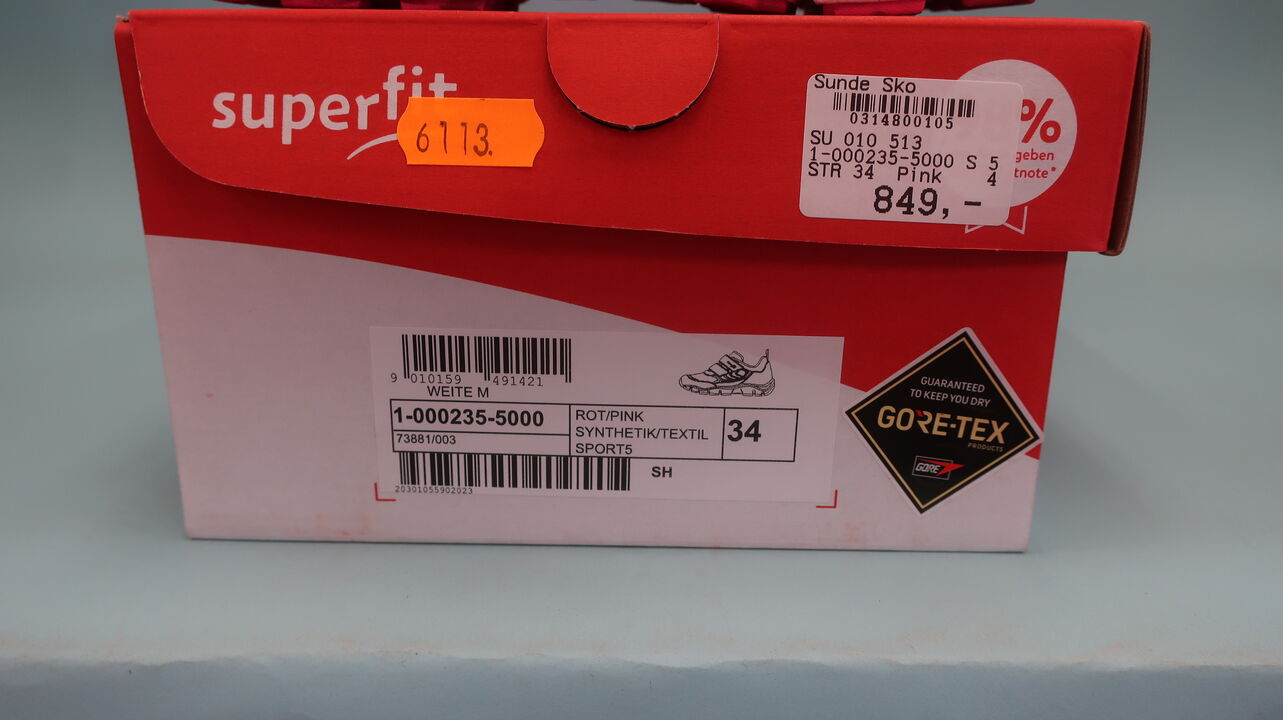 superfit
6113.
Sunde Sko
0314800105
SU 010 513
1-000235-5000 S 5
STR 34 Pink 4
849,-
%
geben
tnote*
9 010159 491421
WEITE M
1-000235-5000
73881/003
ROT/PINK
SYNTHETIK/TEXTIL
SPORT5
34
20301055902023
SH
GUARANTEED
TO KEEP YOU DRY
GORE-TEX
PRODUCTS
GORE